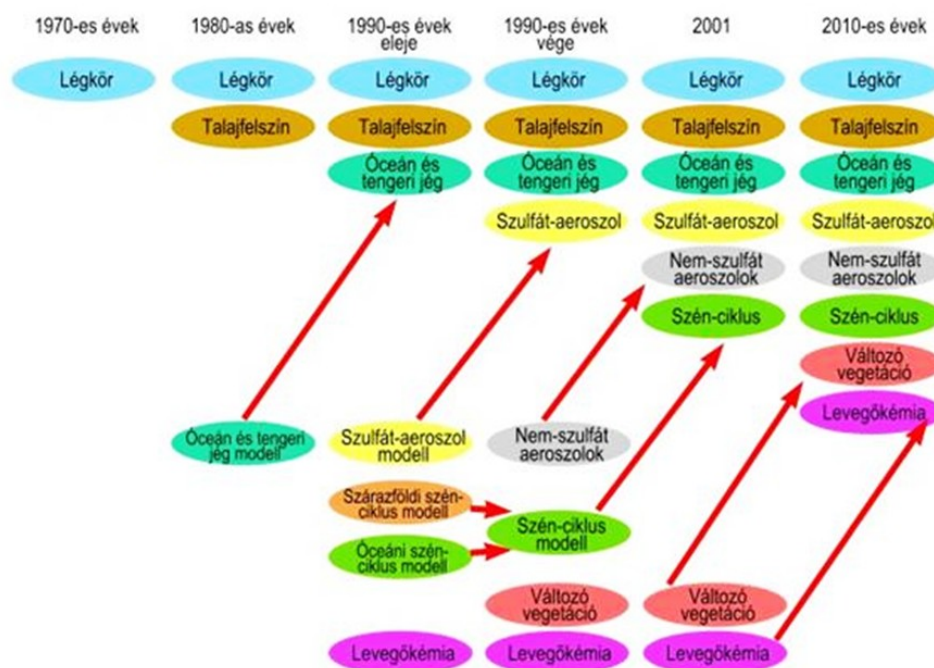 1970-es évek
1980-as évek
1990-es évek
eleje
1990-es évek
vége
2001
2010-es évek
Légkör
Légkör
Légkör
Légkör
Légkör
Légkör
Talajfelszín
Talajfelszín
Talajfelszín
Talajfelszín
Talajfelszín
Óceán és
tengeri jég
Óceán és
tengeri jég
Óceán és
tengeri jég
Óceán és
tengeri jég
Szulfát-aeroszol
Szulfát-aeroszol
Szulfát-aeroszol
Nem-szulfát
aeroszolok
Nem-szulfát
aeroszolok
Szén-ciklus
Szén-ciklus
Változó
vegetáció
Levegőkémia
Óceán és tengeri
jég modell
Szulfát-aeroszol
modell
Nem-szulfát
aeroszolok
Szárazföldi szén-
ciklus modell
Óceáni szén-
ciklus modell
Szén-ciklus
modell
Változó
vegetáció
Változó
vegetáció
Levegőkémia
Levegőkémia
Levegőkémia